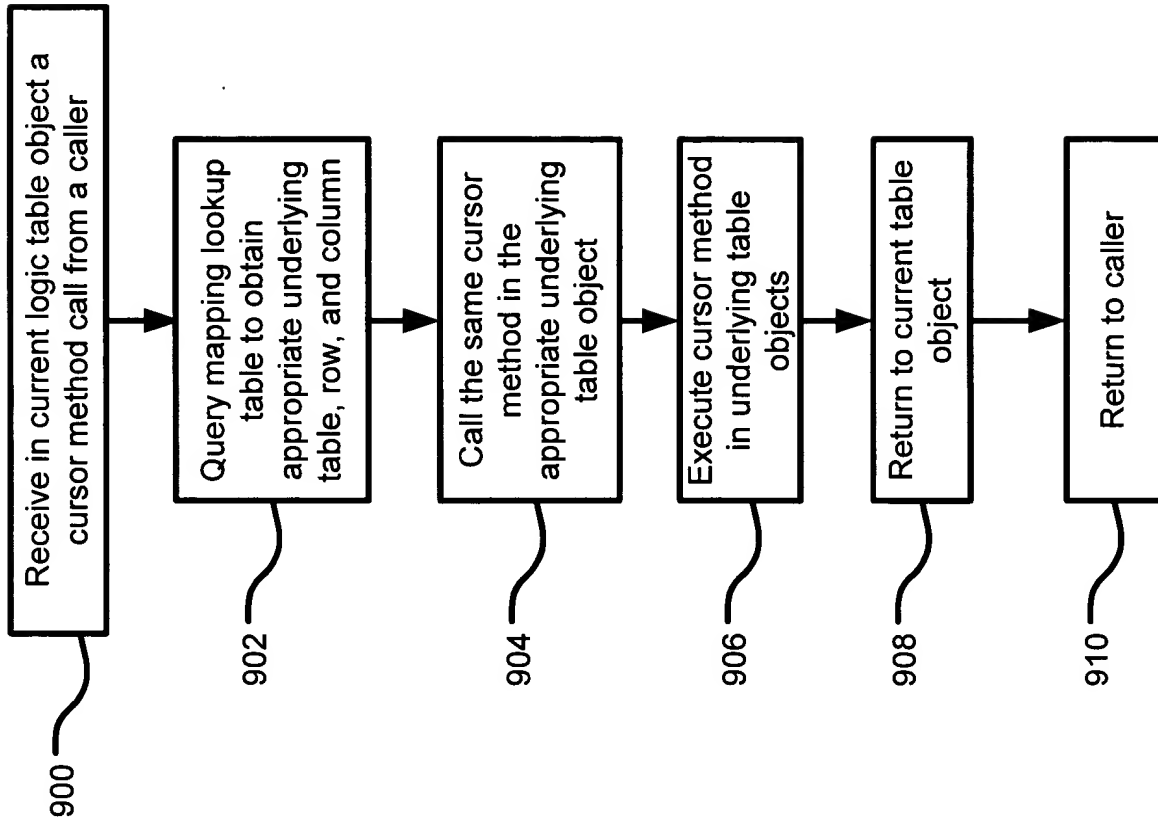 Receive in current logic table object a
cursor method call from a caller
900
Query mapping lookup
table to obtain
appropriate underlying
table, row, and column
902
Call the same cursor
method in the
appropriate underlying
table object
904
Execute cursor method
in underlying table
objects
906
Return to current table
object
908
Return to caller
910